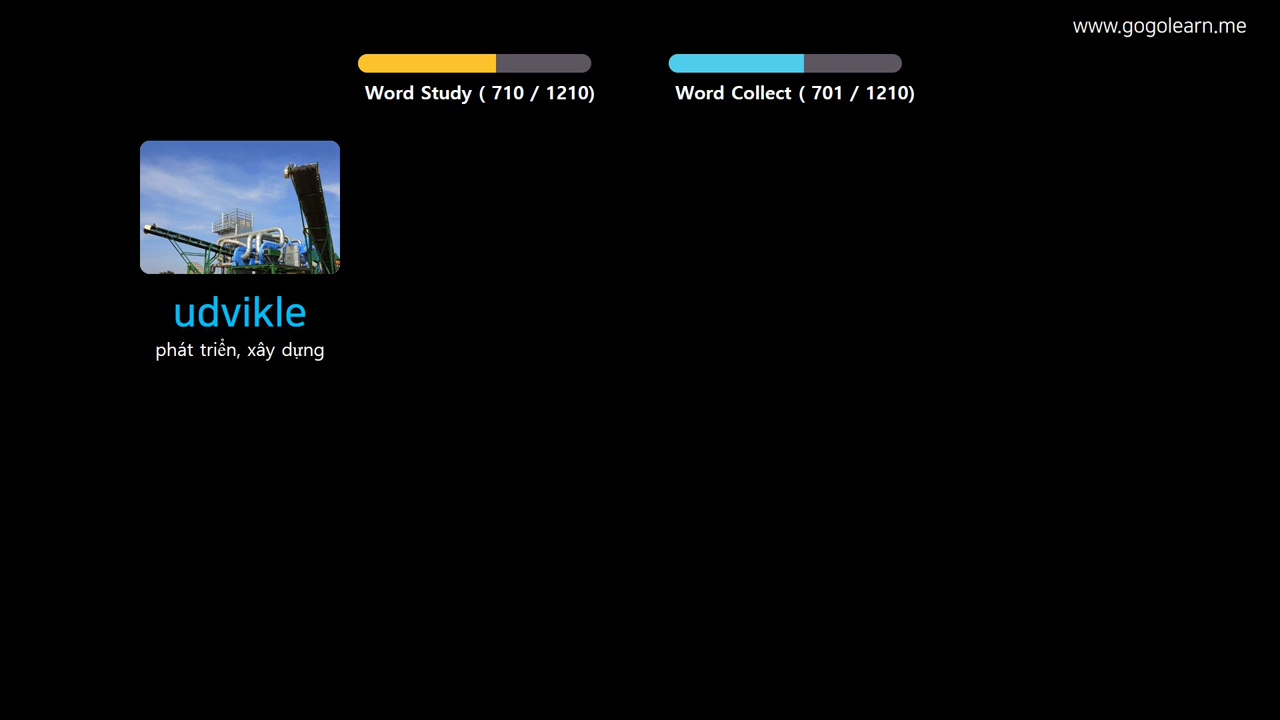 www.gogolearn.me
Word Study ( 710 / 1210)
Word Collect ( 701 / 1210)
udvikle
phát triển, xây dựng